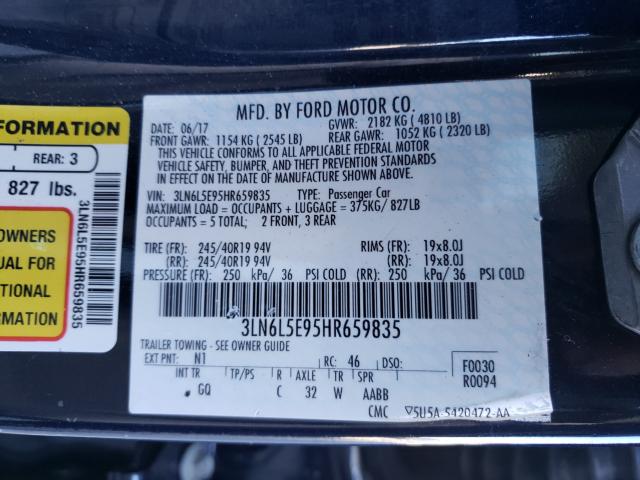 FORMATION
REAR: 3
827 lbs.
OWNERS
UAL FOR
TIONAL
FORMATION
3LN6L5E95HR659835
MFD. BY FORD MOTOR CO.
DATE: 06/17 GVWR: 2182 KG ( 4810 LB)
FRONT GAWR: 1154 KG ( 2545 LB) REAR GAWR: 1052 KG ( 2320 LB)
THIS VEHICLE CONFORMS TO ALL APPLICABLE FEDERAL MOTOR
VEHICLE SAFETY, BUMPER, AND THEFT PREVENTION STANDARDS
IN EFFECT ON THE DATE OF MANUFACTURE SHOWN ABOVE.
VIN: 3LN6L5E95HR659835 TYPE: Passenger Car
MAXIMUM LOAD = OCCUPANTS + LUGGAGE = 375KG/ 827LB
OCCUPANTS = 5 TOTAL; 2 FRONT, 3 REAR
TIRE (FR): 245/40R19 94V RIMS (FR): 19x8.0J
(RR): 245/40R19 94V (RR): 19x8.0J
PRESSURE (FR): 250 kPa/ 36 PSI COLD (RR): 250 kPa/ 36 PSI COLD
3LN6L5E95HR659835
TRAILER TOWING - SEE OWNER GUIDE
EXT PNT: N1 RC: 46 DSO: F0030
R0094
INT TR TP/PS R AXLE TR SPR
GQ C 32 W AABB
CMC ▽5U5A-5420472-AA